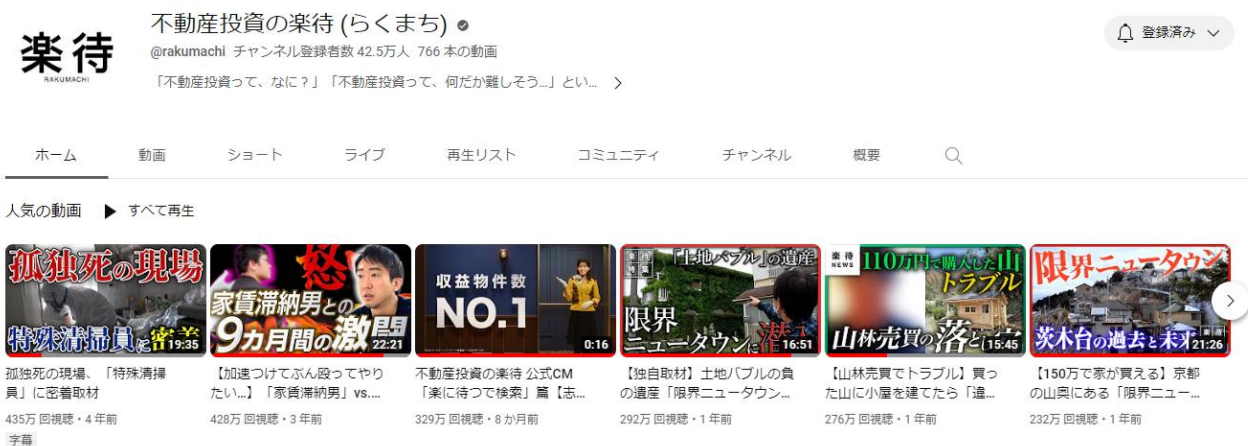 不動産投資の楽待 (らくまち)
楽待
RAKUMACHI
@rakumachi チャンネル登録者数 42.5万人 766 本の動画
「不動産投資って、なに？」「不動産投資って、何だか難しそう...」とい...
登録済み
ホーム 動画 ショート ライブ 再生リスト コミュニティ チャンネル 概要
人気の動画 すべて再生
孤独死の現場
特殊清掃員に密着
19:35
孤独死の現場、「特殊清掃
員」に密着取材
435万 回視聴・4 年前
字幕
怒
家賃滞納男との
9カ月間の激闘
22:21
【加速つけてぶん殴ってやり
たい...】「家賃滞納男」vs....
428万 回視聴・3 年前
収益物件数
NO.1
0:16
不動産投資の楽待 公式CM
「楽に待つで検索」篇【志...
329万 回視聴・8 か月前
楽待
特集
「土地バブル」の遺産
限界
ニュータウンに潜
16:51
【独自取材】土地バブルの負
の遺産「限界ニュータウン...
292万 回視聴・1 年前
楽待
NEWS
110万円で購入した山
トラブル
山林売買の落とし
15:45
【山林売買でトラブル】買っ
た山に小屋を建てたら「違...
276万 回視聴・1 年前
限界ニュータウン
茨木台の過去と未来
楽待
21:26
【150万で家が買える】京都
の山奥にある「限界ニュー...
232万 回視聴・1 年前